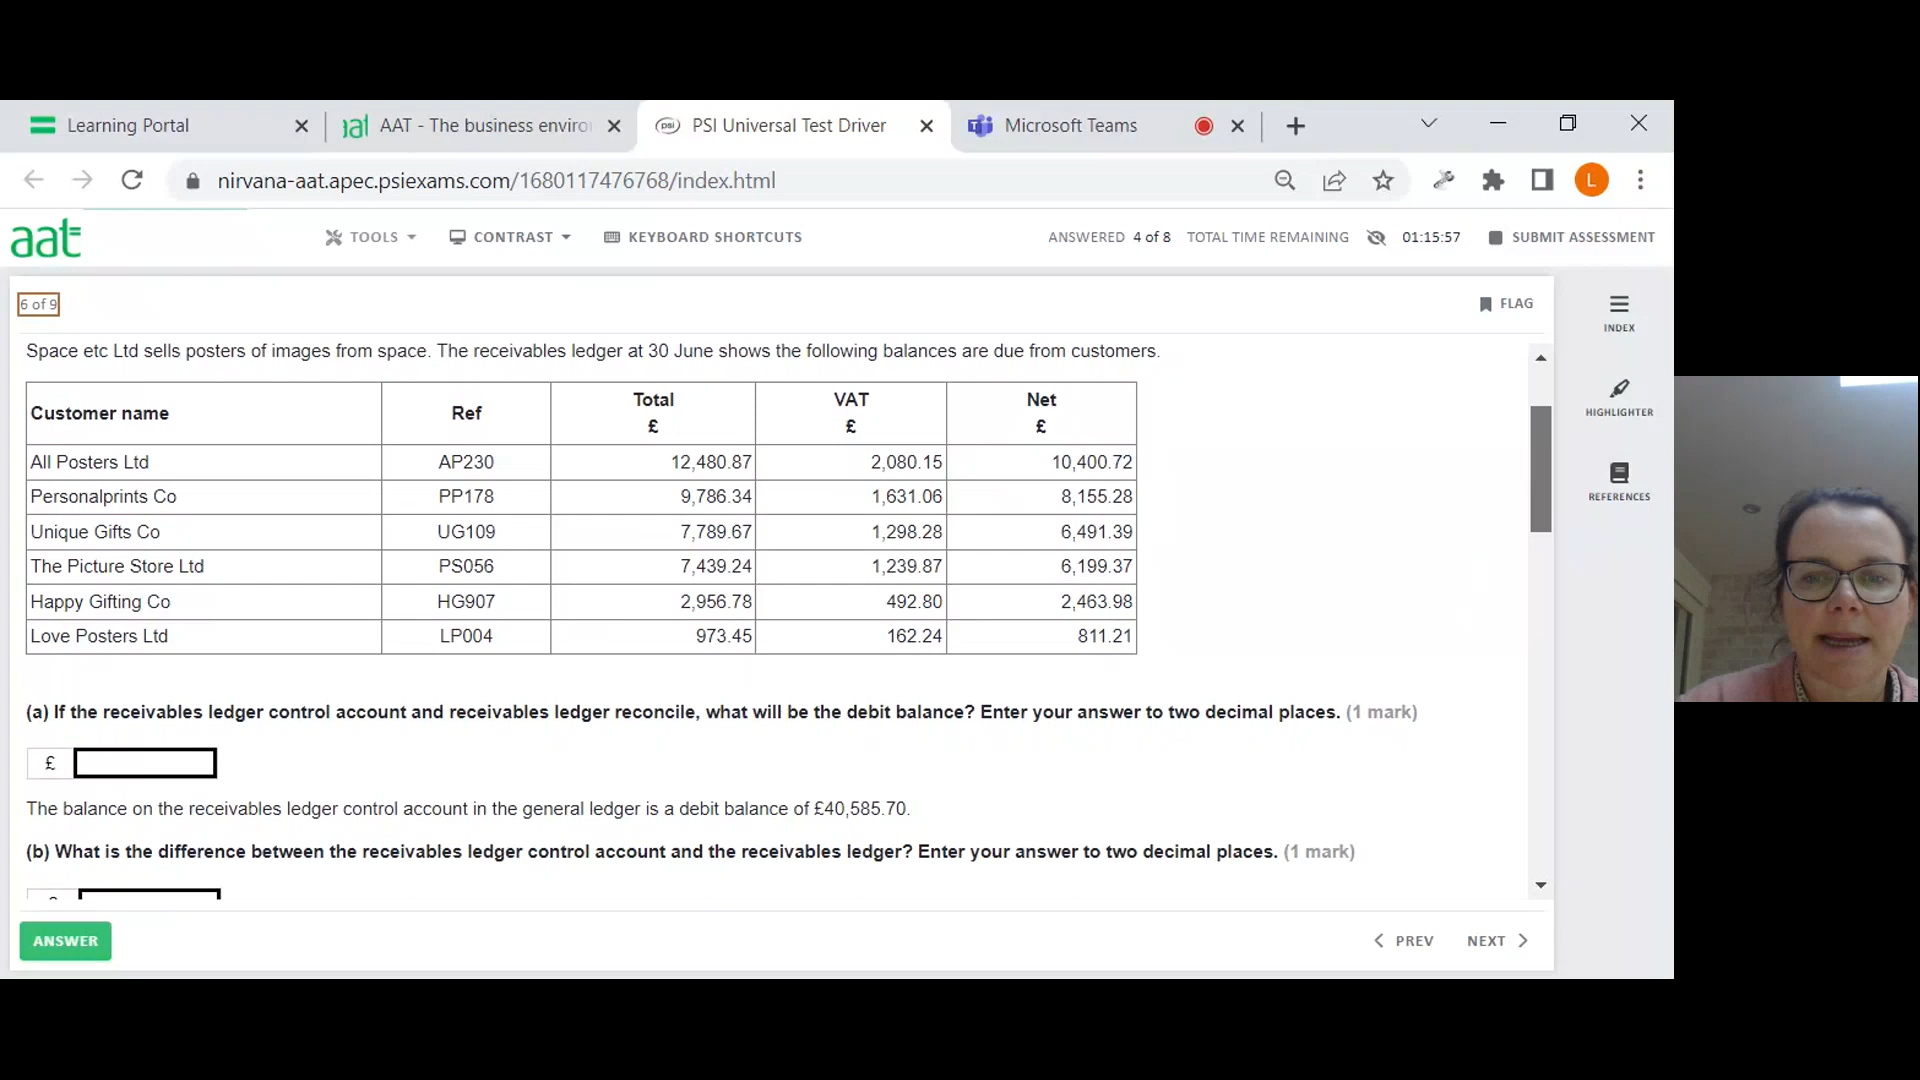 Learning Portal
AAT - The business enviro
psi PSI Universal Test Driver
Microsoft Teams
nirvana-aat.apec.psiexams.com/1680117476768/index.html
L
aat
TOOLS
CONTRAST
KEYBOARD SHORTCUTS
ANSWERED 4 of 8
TOTAL TIME REMAINING
01:15:57
SUBMIT ASSESSMENT
6 of 9
FLAG
INDEX
HIGHLIGHTER
REFERENCES
Space etc Ltd sells posters of images from space. The receivables ledger at 30 June shows the following balances are due from customers.
Customer name Ref Total £ VAT £ Net £
All Posters Ltd AP230 12,480.87 2,080.15 10,400.72
Personalprints Co PP178 9,786.34 1,631.06 8,155.28
Unique Gifts Co UG109 7,789.67 1,298.28 6,491.39
The Picture Store Ltd PS056 7,439.24 1,239.87 6,199.37
Happy Gifting Co HG907 2,956.78 492.80 2,463.98
Love Posters Ltd LP004 973.45 162.24 811.21
(a) If the receivables ledger control account and receivables ledger reconcile, what will be the debit balance? Enter your answer to two decimal places. (1 mark)
£
The balance on the receivables ledger control account in the general ledger is a debit balance of £40,585.70.
(b) What is the difference between the receivables ledger control account and the receivables ledger? Enter your answer to two decimal places. (1 mark)
ANSWER
PREV
NEXT